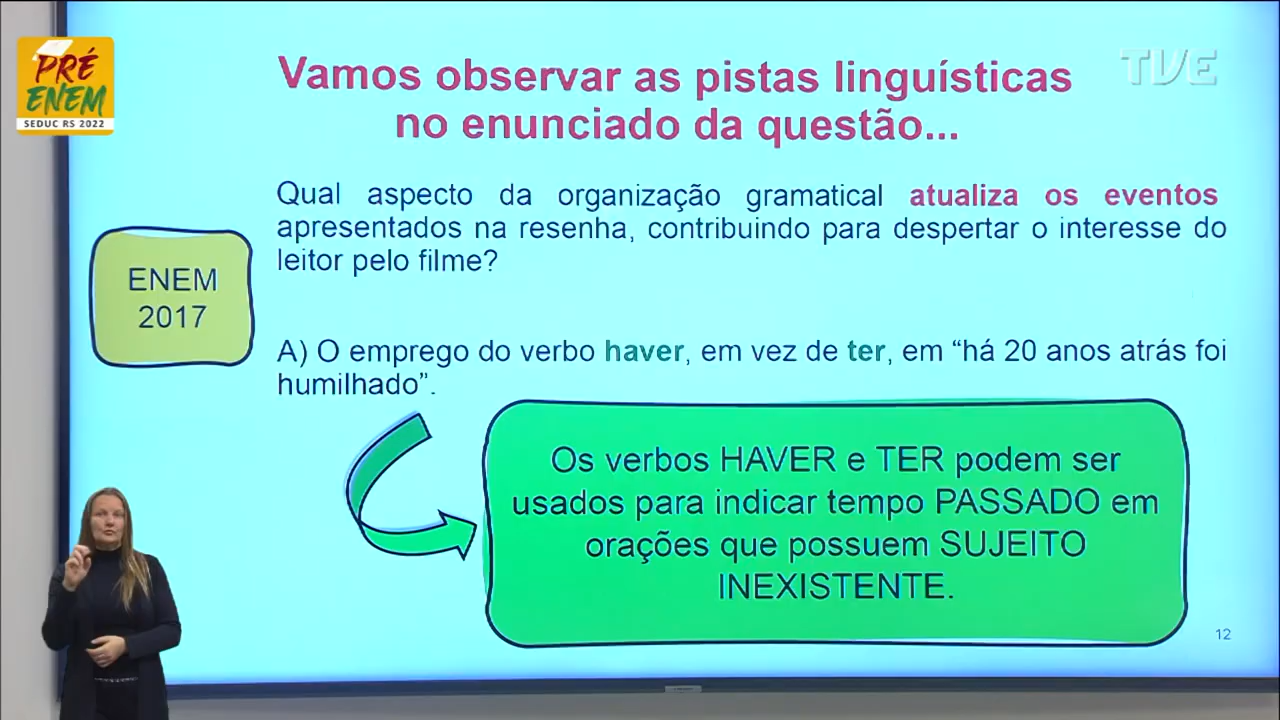 PRÉ
ENEM
SEDUC RS 2022
TVE
Vamos observar as pistas linguísticas
no enunciado da questão...
Qual aspecto da organização gramatical atualiza os eventos
apresentados na resenha, contribuindo para despertar o interesse do
leitor pelo filme?
ENEM
2017
A) O emprego do verbo haver, em vez de ter, em “há 20 anos atrás foi
humilhado”.
Os verbos HAVER e TER podem ser
usados para indicar tempo PASSADO em
orações que possuem SUJEITO
INEXISTENTE.
12